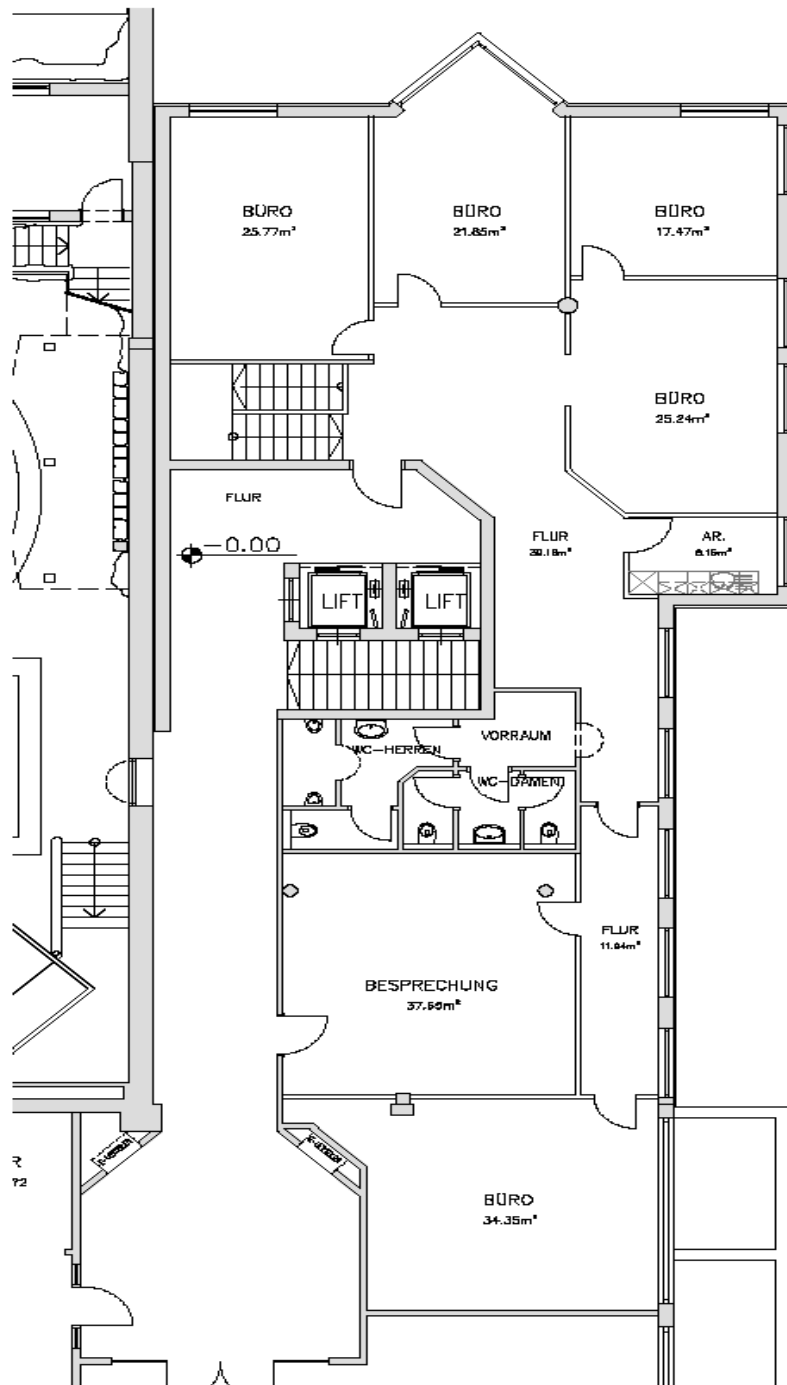 BÜRO
25.77m²
BÜRO
21.85m²
BÜRO
17.47m²
BÜRO
25.24m²
FLUR
-0.00
FLUR
AR.
LIFT
LIFT
WC-HERREN
VORRAUM
WC-DAMEN
FLUR
BESPRECHUNG
BÜRO
34.35m²
R
72